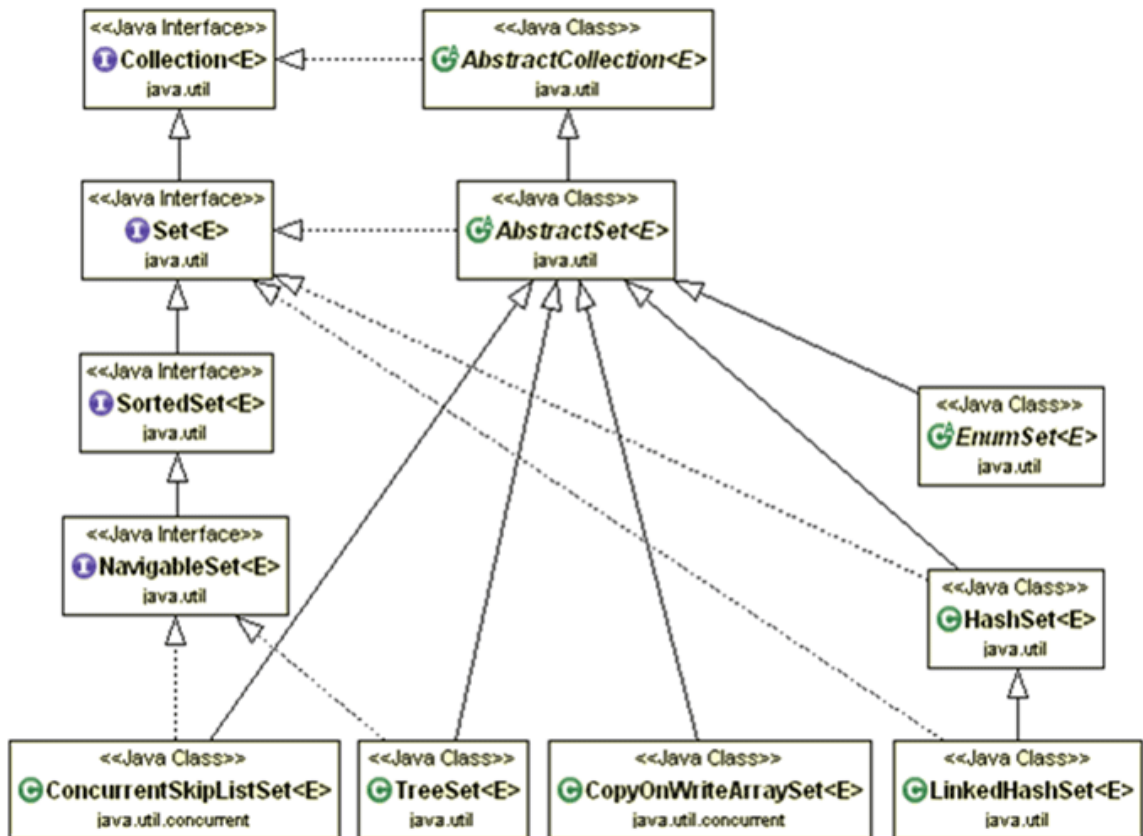 <<Java Interface>>
Collection<E>
java.util
<<Java Class>>
AbstractCollection<E>
java.util
<<Java Interface>>
Set<E>
java.util
<<Java Class>>
AbstractSet<E>
java.util
<<Java Interface>>
SortedSet<E>
java.util
<<Java Class>>
EnumSet<E>
java.util
<<Java Interface>>
NavigableSet<E>
java.util
<<Java Class>>
HashSet<E>
java.util
<<Java Class>>
ConcurrentSkipListSet<E>
java.util.concurrent
<<Java Class>>
TreeSet<E>
java.util
<<Java Class>>
CopyOnWriteArraySet<E>
java.util.concurrent
<<Java Class>>
LinkedHashSet<E>
java.util